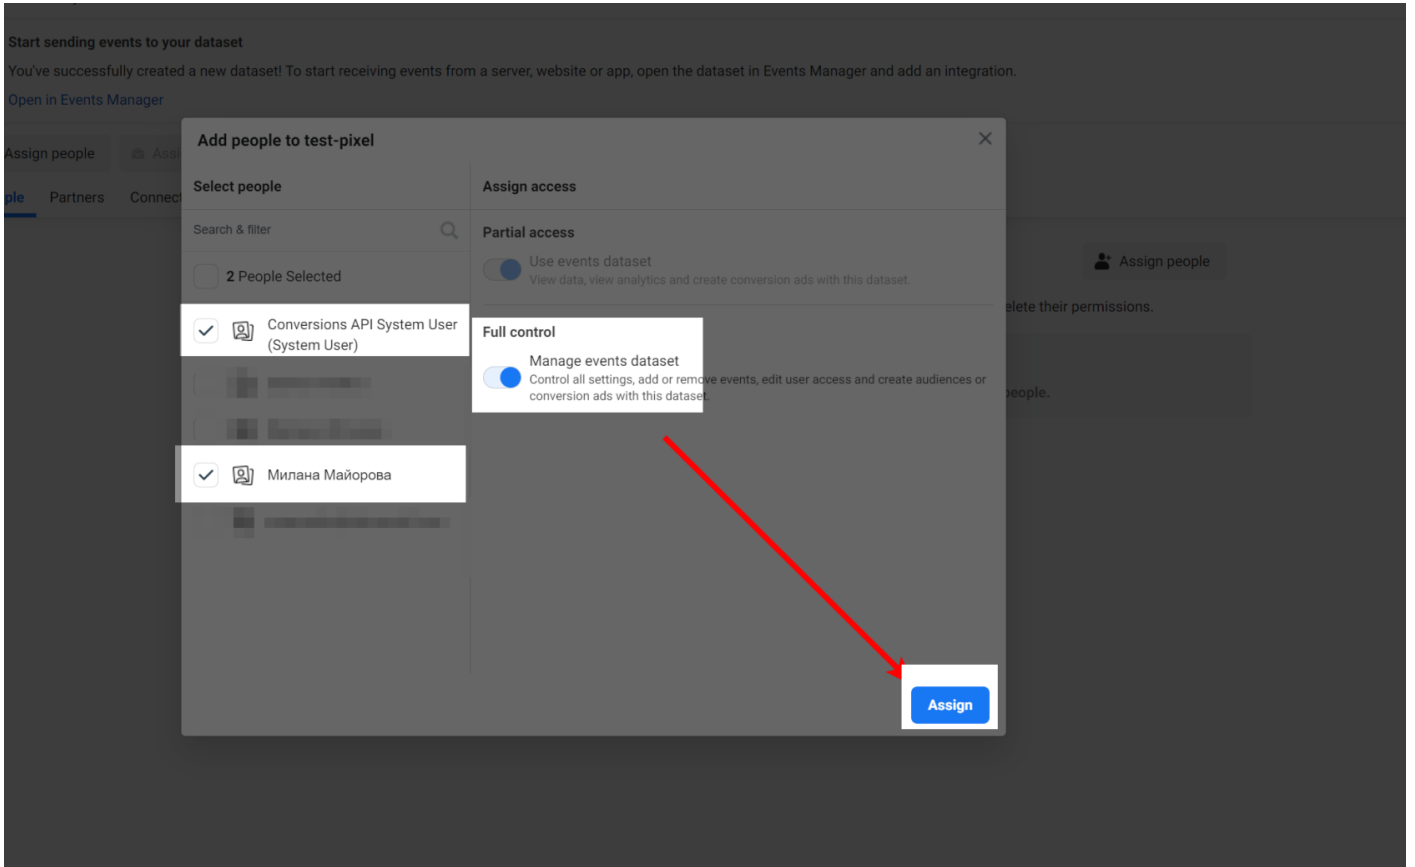 Start sending events to your dataset
You've successfully created a new dataset! To start receiving events from a server, website or app, open the dataset in Events Manager and add an integration.
Open in Events Manager
Assign people
Partners
Add people to test-pixel
Select people
Assign access
Search & filter
Partial access
2 People Selected
Use events dataset
View data, view analytics and create conversion ads with this dataset.
Assign people
their permissions.
Conversions API System User
(System User)
Full control
Manage events dataset
Control all settings, add or remove events, edit user access and create audiences or
conversion ads with this dataset.
people.
Милана Майорова
Assign